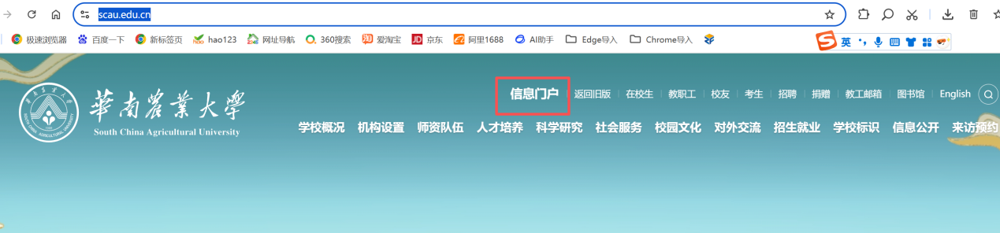 scau.edu.cn
极速浏览器 百度一下 新标签页 hao123 网址导航 360搜索 爱淘宝 京东 阿里1688 AI助手 Edge导入 Chrome导入
英
信息门户 返回旧版 在校生 教职工 校友 考生 招聘 捐赠 教工邮箱 图书馆 English
華南农業大學
South China Agricultural University
学校概况 机构设置 师资队伍 人才培养 科学研究 社会服务 校园文化 对外交流 招生就业 学校标识 信息公开 来访预约